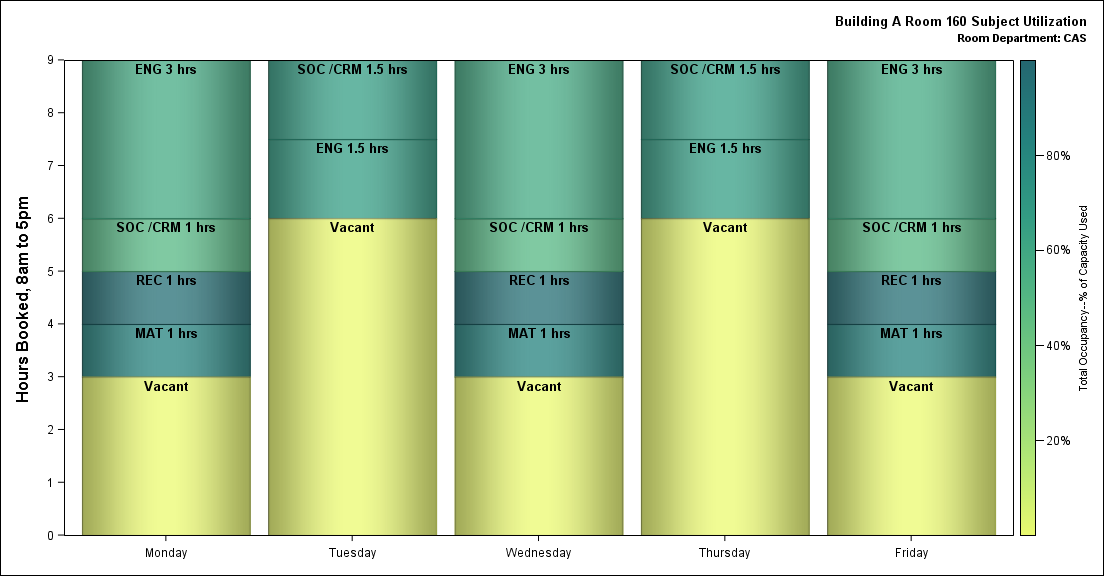 Building A Room 160 Subject Utilization
Room Department: CAS
Hours Booked, 8am to 5pm
9
8
7
6
5
4
3
2
1
0
ENG 3 hrs
SOC /CRM 1 hrs
REC 1 hrs
MAT 1 hrs
Vacant
Monday
SOC /CRM 1.5 hrs
ENG 1.5 hrs
Vacant
Tuesday
ENG 3 hrs
SOC /CRM 1 hrs
REC 1 hrs
MAT 1 hrs
Vacant
Wednesday
SOC /CRM 1.5 hrs
ENG 1.5 hrs
Vacant
Thursday
ENG 3 hrs
SOC /CRM 1 hrs
REC 1 hrs
MAT 1 hrs
Vacant
Friday
80%
60%
40%
20%
Total Occupancy--% of Capacity Used